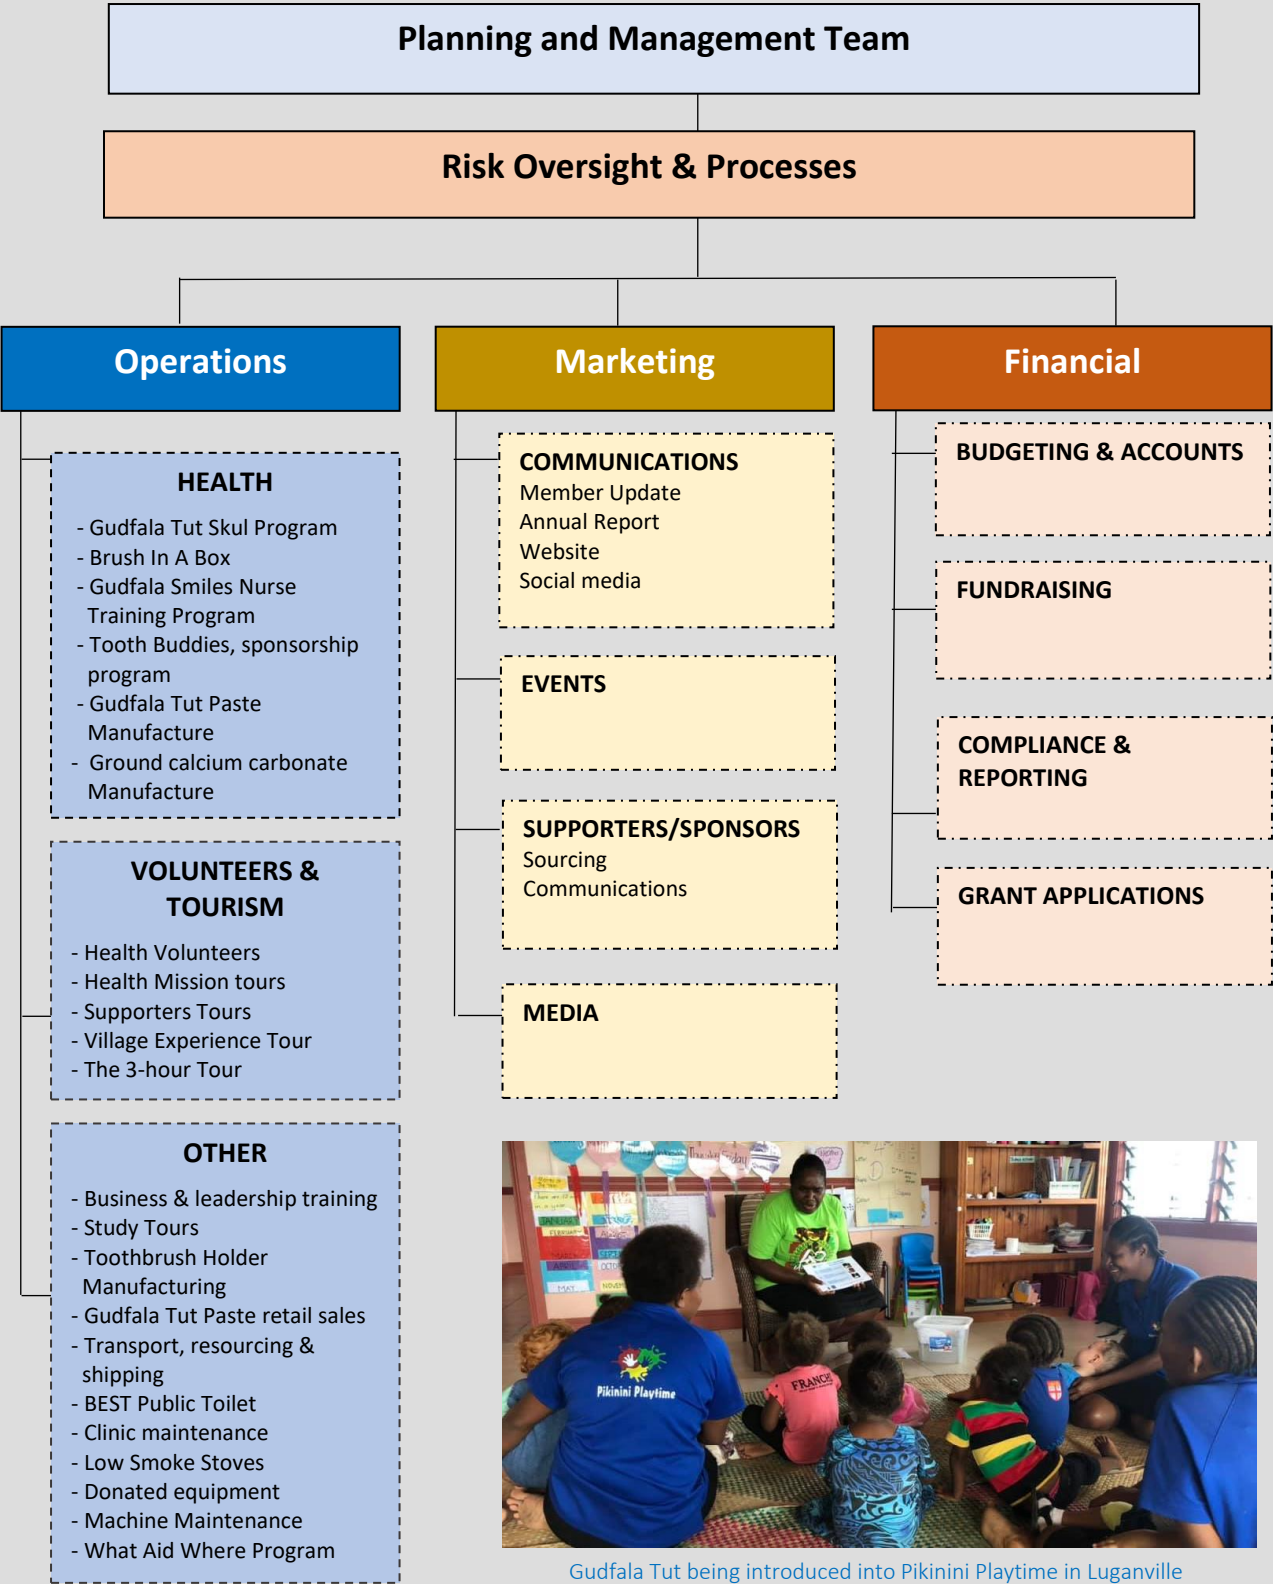 Planning and Management Team
Risk Oversight & Processes
Operations
Marketing
Financial
HEALTH
- Gudfala Tut Skul Program
- Brush In A Box
- Gudfala Smiles Nurse
Training Program
- Tooth Buddies, sponsorship
program
- Gudfala Tut Paste
Manufacture
- Ground calcium carbonate
Manufacture
VOLUNTEERS &
TOURISM
- Health Volunteers
- Health Mission tours
- Supporters Tours
- Village Experience Tour
- The 3-hour Tour
OTHER
- Business & leadership training
- Study Tours
- Toothbrush Holder
Manufacturing
- Gudfala Tut Paste retail sales
- Transport, resourcing &
shipping
- BEST Public Toilet
- Clinic maintenance
- Low Smoke Stoves
- Donated equipment
- Machine Maintenance
- What Aid Where Program
COMMUNICATIONS
Member Update
Annual Report
Website
Social media
EVENTS
SUPPORTERS/SPONSORS
Sourcing
Communications
MEDIA
BUDGETING & ACCOUNTS
FUNDRAISING
COMPLIANCE &
REPORTING
GRANT APPLICATIONS
Thursday
Friday
JANUARY
MAY
Pikinini Playtime
Gudfala Tut being introduced into Pikinini Playtime in Luganville